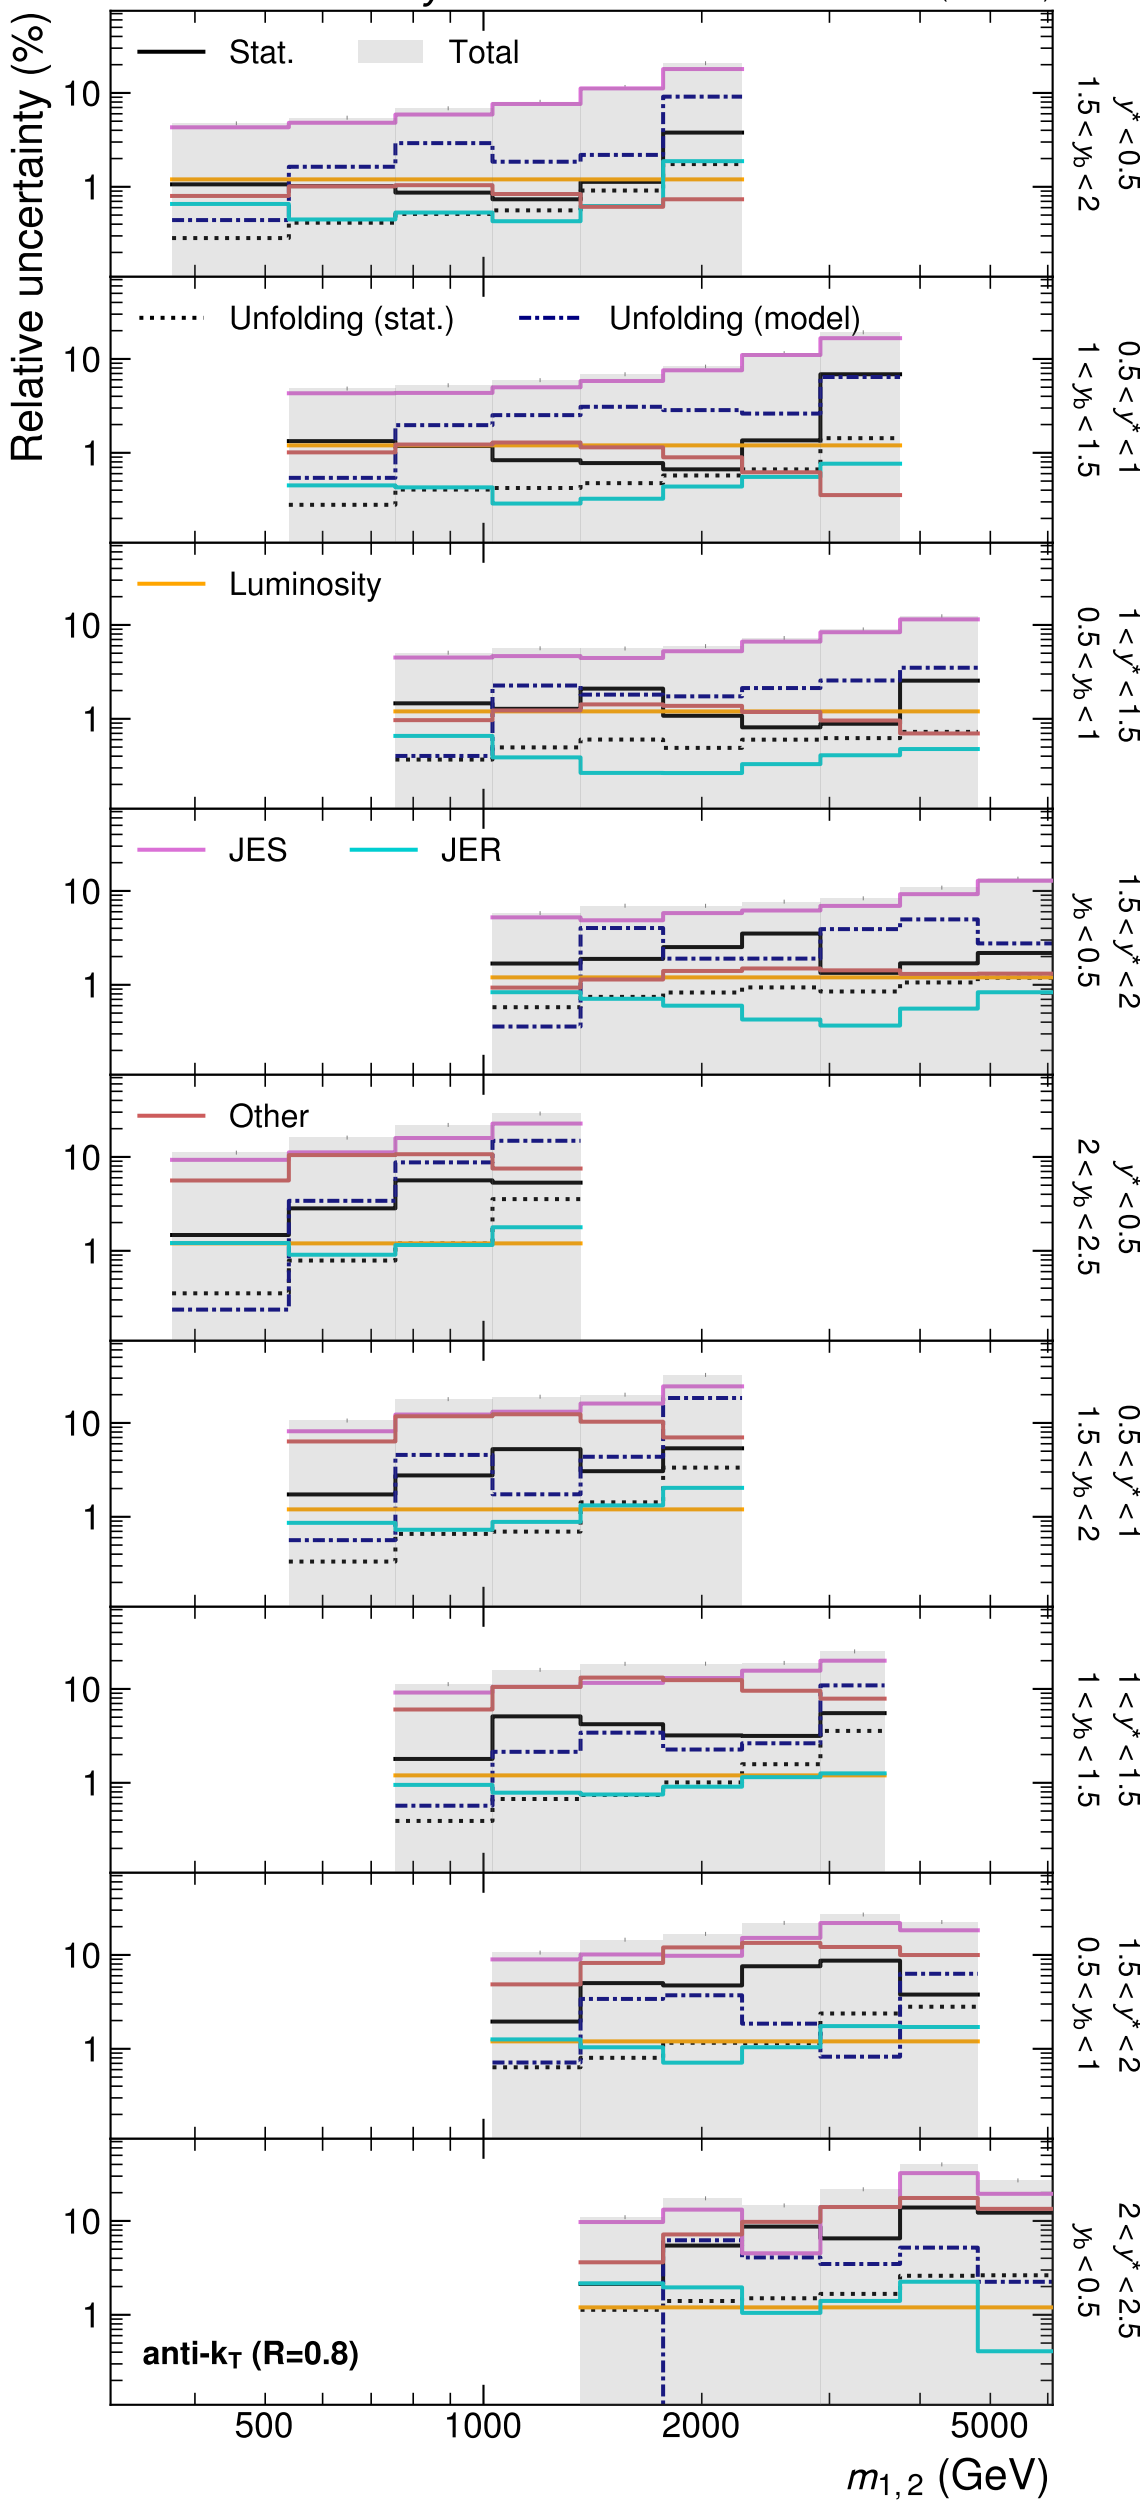 Relative uncertainty (%)
Stat. Total
10
1
y* < 0.5
1.5 < yb < 2
Unfolding (stat.) Unfolding (model)
10
1
0.5 < y* < 1
1 < yb < 1.5
Luminosity
10
1
1 < y* < 1.5
0.5 < yb < 1
JES JER
10
1
1.5 < y* < 2
yb < 0.5
Other
10
1
y* < 0.5
2 < yb < 2.5
10
1
0.5 < y* < 1
1.5 < yb < 2
10
1
1 < y* < 1.5
1 < yb < 1.5
10
1
1.5 < y* < 2
0.5 < yb < 1
10
1
2 < y* < 2.5
yb < 0.5
anti-kT (R=0.8)
500 1000 2000 5000
m1, 2 (GeV)